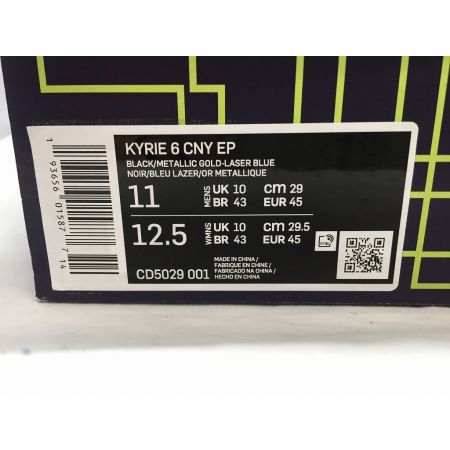 KYRIE 6 CNY EP
BLACK/METALLIC GOLD-LASER BLUE
NOIR/BLEU LAZER/OR METALLIQUE
11 MENS UK 10 CM 29
BR 43 EUR 45
12.5 WMNS UK 10 CM 29.5
BR 43 EUR 45
CD5029 001
MADE IN CHINA /
FABRIQUE EN CHINE /
FABRICADO NA CHINA /
HECHO EN CHINA
1 93656 01587 7 14